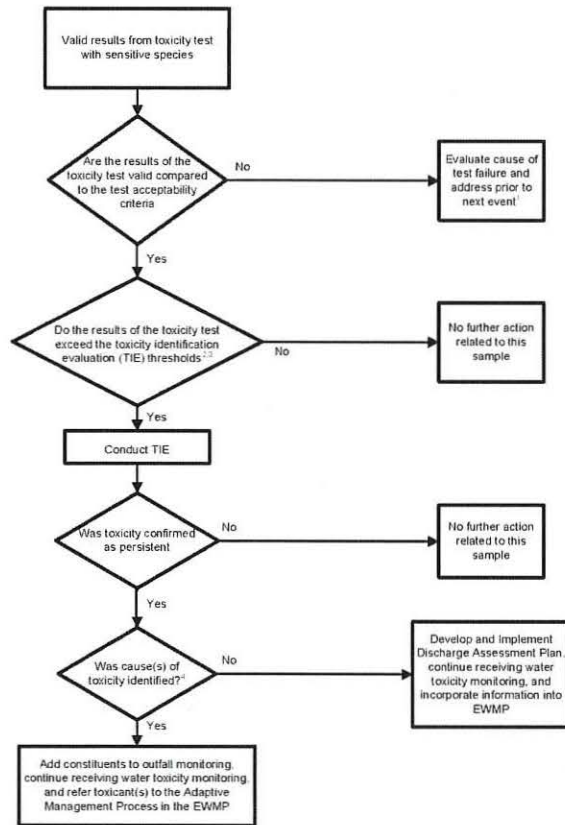 Valid results from toxicity test
with sensitive species
Are the results of the
toxicity test valid compared
to the test acceptability
criteria
No
Evaluate cause of
test failure and
address prior to
next event¹
Yes
Do the results of the toxicity test
exceed the toxicity identification
evaluation (TIE) thresholds
No
No further action
related to this
sample
Yes
Conduct TIE
Was toxicity confirmed
as persistent
No
No further action
related to this
sample
Yes
Was cause(s) of
toxicity identified?⁴
No
Develop and Implement
Discharge Assessment Plan,
continue receiving water
toxicity monitoring, and
incorporate information into
EWMP
Yes
Add constituents to outfall monitoring,
continue receiving water toxicity monitoring,
and refer toxicant(s) to the Adaptive
Management Process in the EWMP